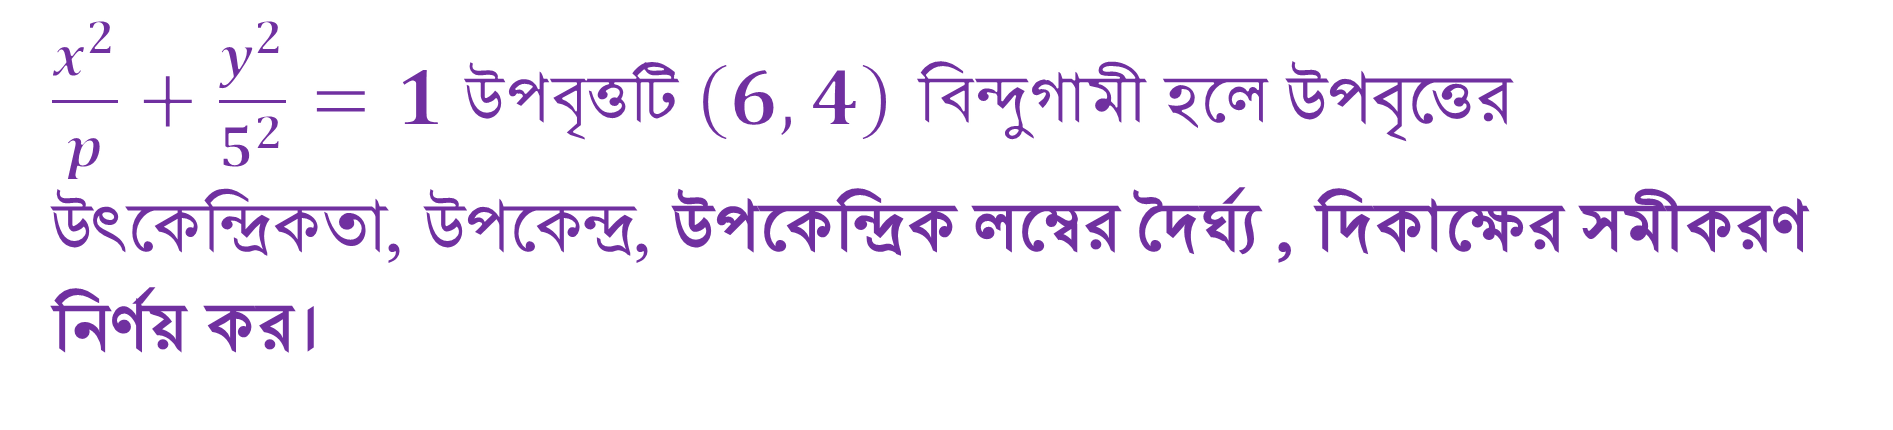 x²/p + y²/5² = 1 উপবৃত্তটি (6, 4) বিন্দুগামী হলে উপবৃত্তের
উৎকেন্দ্রিকতা, উপকেন্দ্র, উপকেন্দ্রিক লম্বের দৈর্ঘ্য , দিকাক্ষের সমীকরণ
নির্ণয় কর।